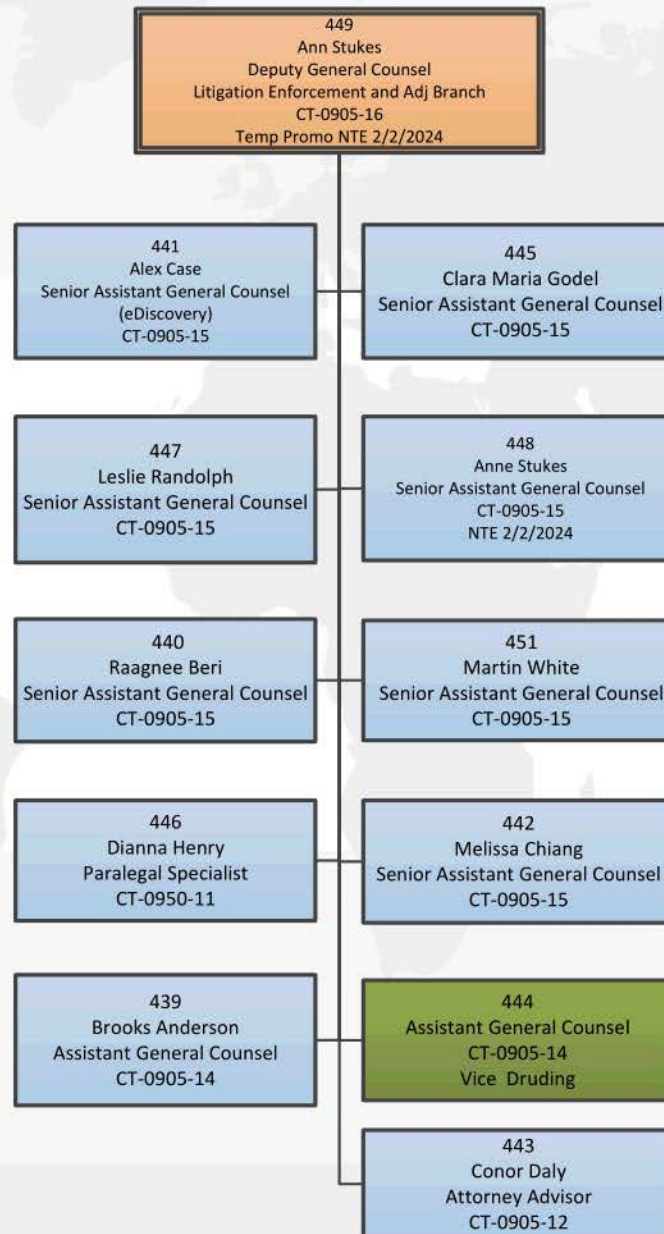 449
Ann Stukes
Deputy General Counsel
Litigation Enforcement and Adj Branch
CT-0905-16
Temp Promo NTE 2/2/2024
441
Alex Case
Senior Assistant General Counsel
(eDiscovery)
CT-0905-15
445
Clara Maria Godel
Senior Assistant General Counsel
CT-0905-15
447
Leslie Randolph
Senior Assistant General Counsel
CT-0905-15
448
Anne Stukes
Senior Assistant General Counsel
CT-0905-15
NTE 2/2/2024
440
Raagnee Beri
Senior Assistant General Counsel
CT-0905-15
451
Martin White
Senior Assistant General Counsel
CT-0905-15
446
Dianna Henry
Paralegal Specialist
CT-0950-11
442
Melissa Chiang
Senior Assistant General Counsel
CT-0905-15
439
Brooks Anderson
Assistant General Counsel
CT-0905-14
444
Assistant General Counsel
CT-0905-14
Vice Druding
443
Conor Daly
Attorney Advisor
CT-0905-12